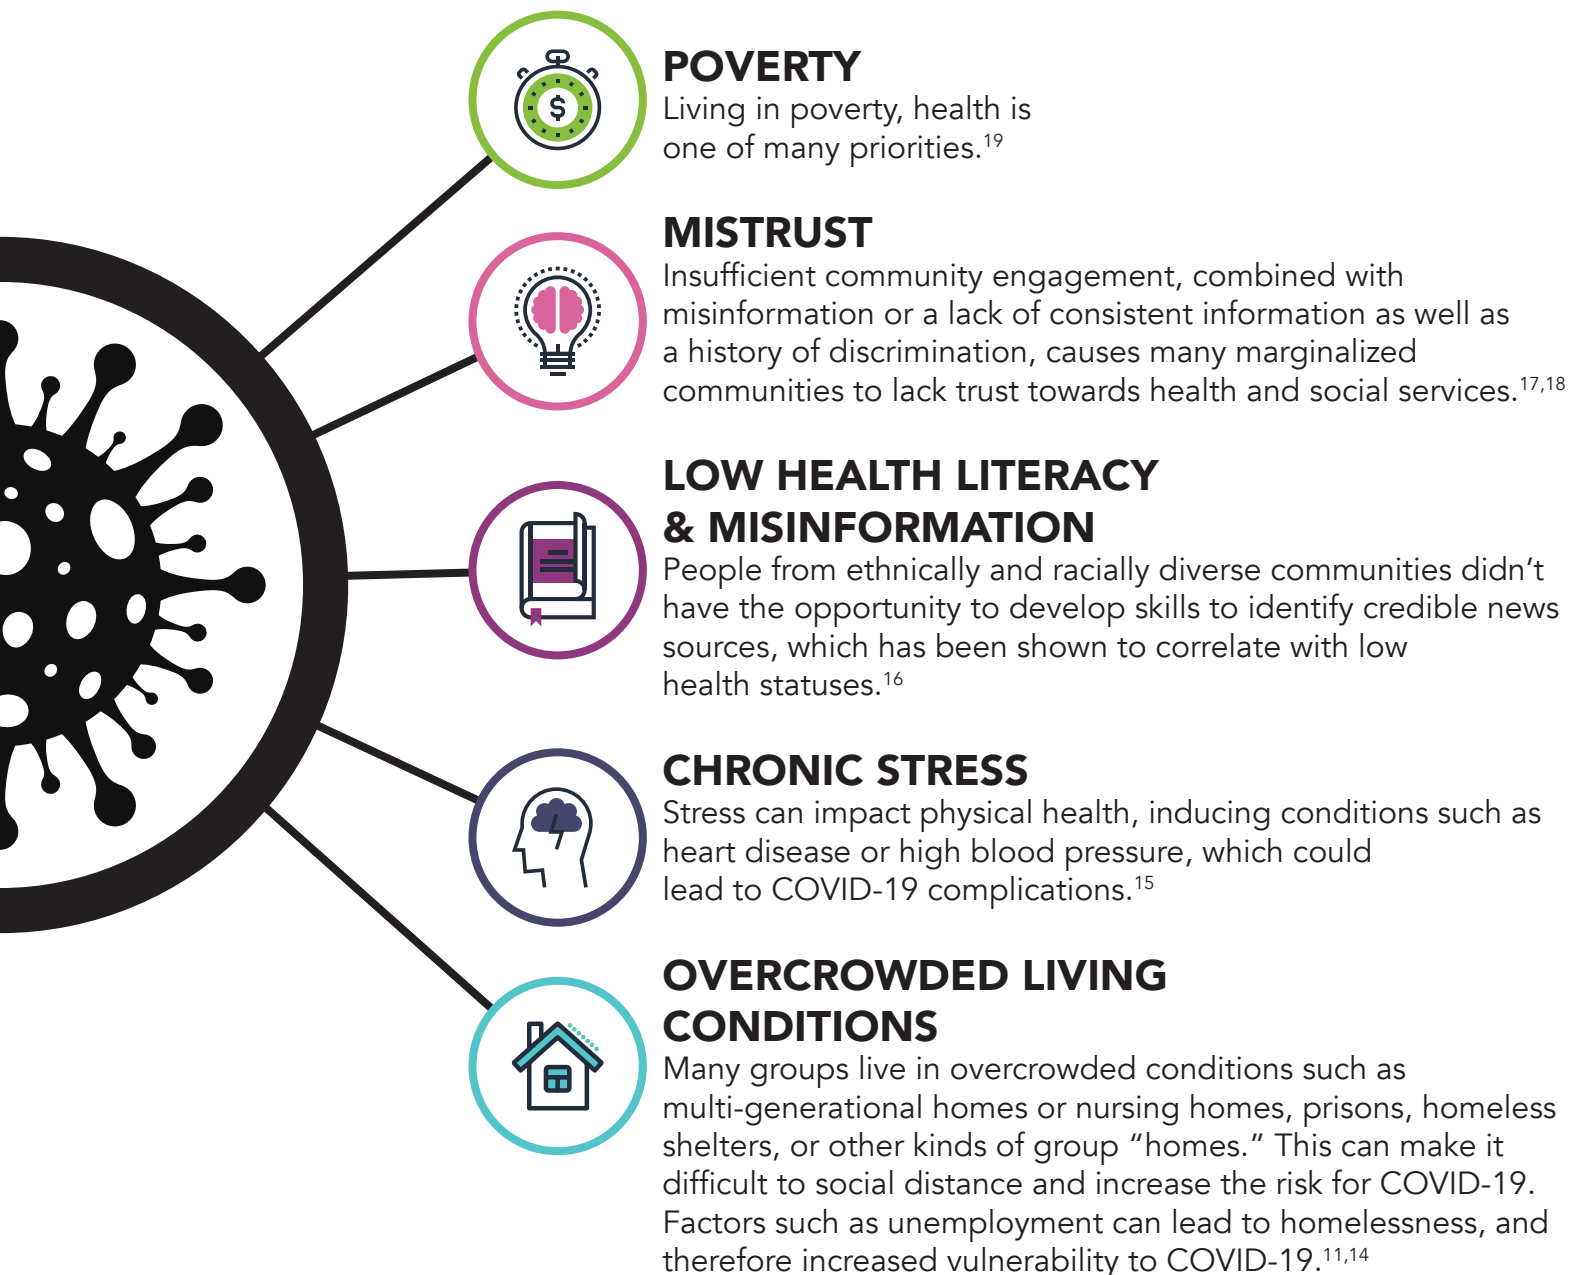 POVERTY
Living in poverty, health is
one of many priorities.19
MISTRUST
Insufficient community engagement, combined with
misinformation or a lack of consistent information as well as
a history of discrimination, causes many marginalized
communities to lack trust towards health and social services.17,18
LOW HEALTH LITERACY
& MISINFORMATION
People from ethnically and racially diverse communities didn’t
have the opportunity to develop skills to identify credible news
sources, which has been shown to correlate with low
health statuses.16
CHRONIC STRESS
Stress can impact physical health, inducing conditions such as
heart disease or high blood pressure, which could
lead to COVID-19 complications.15
OVERCROWDED LIVING
CONDITIONS
Many groups live in overcrowded conditions such as
multi-generational homes or nursing homes, prisons, homeless
shelters, or other kinds of group “homes.” This can make it
difficult to social distance and increase the risk for COVID-19.
Factors such as unemployment can lead to homelessness, and
therefore increased vulnerability to COVID-19.11,14